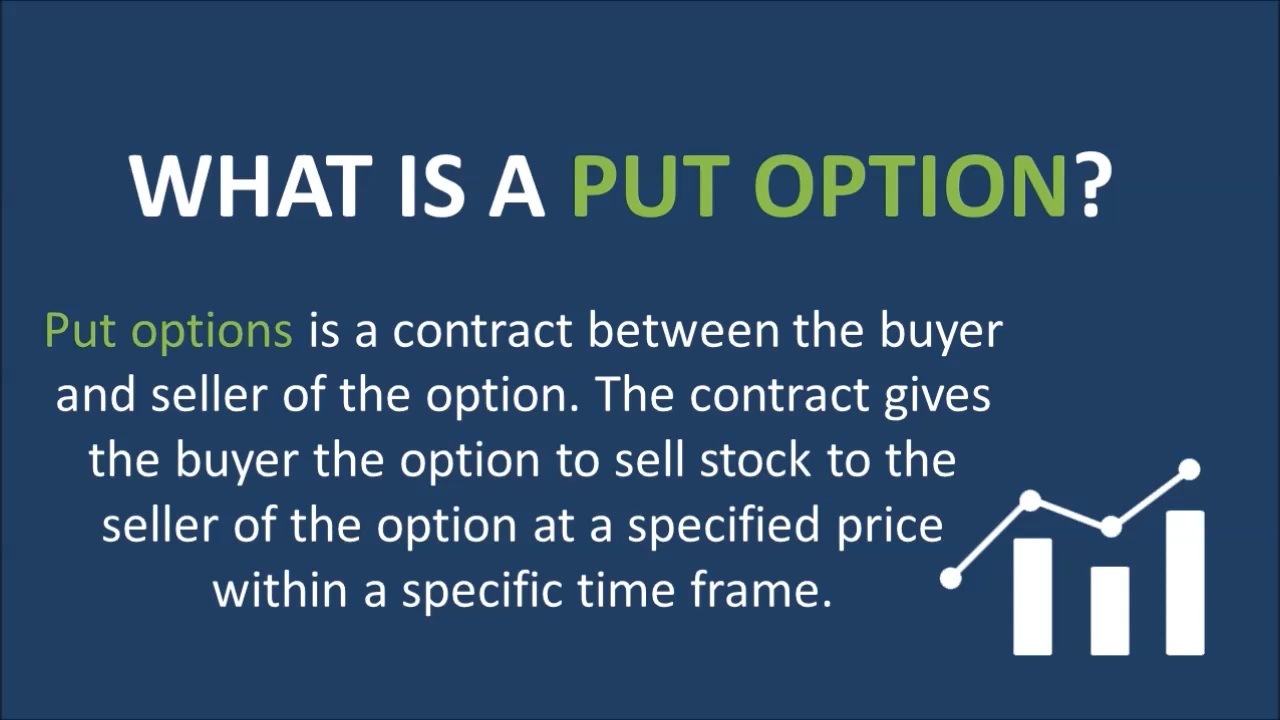 WHAT IS A PUT OPTION?
Put options is a contract between the buyer
and seller of the option. The contract gives
the buyer the option to sell stock to the
seller of the option at a specified price
within a specific time frame.